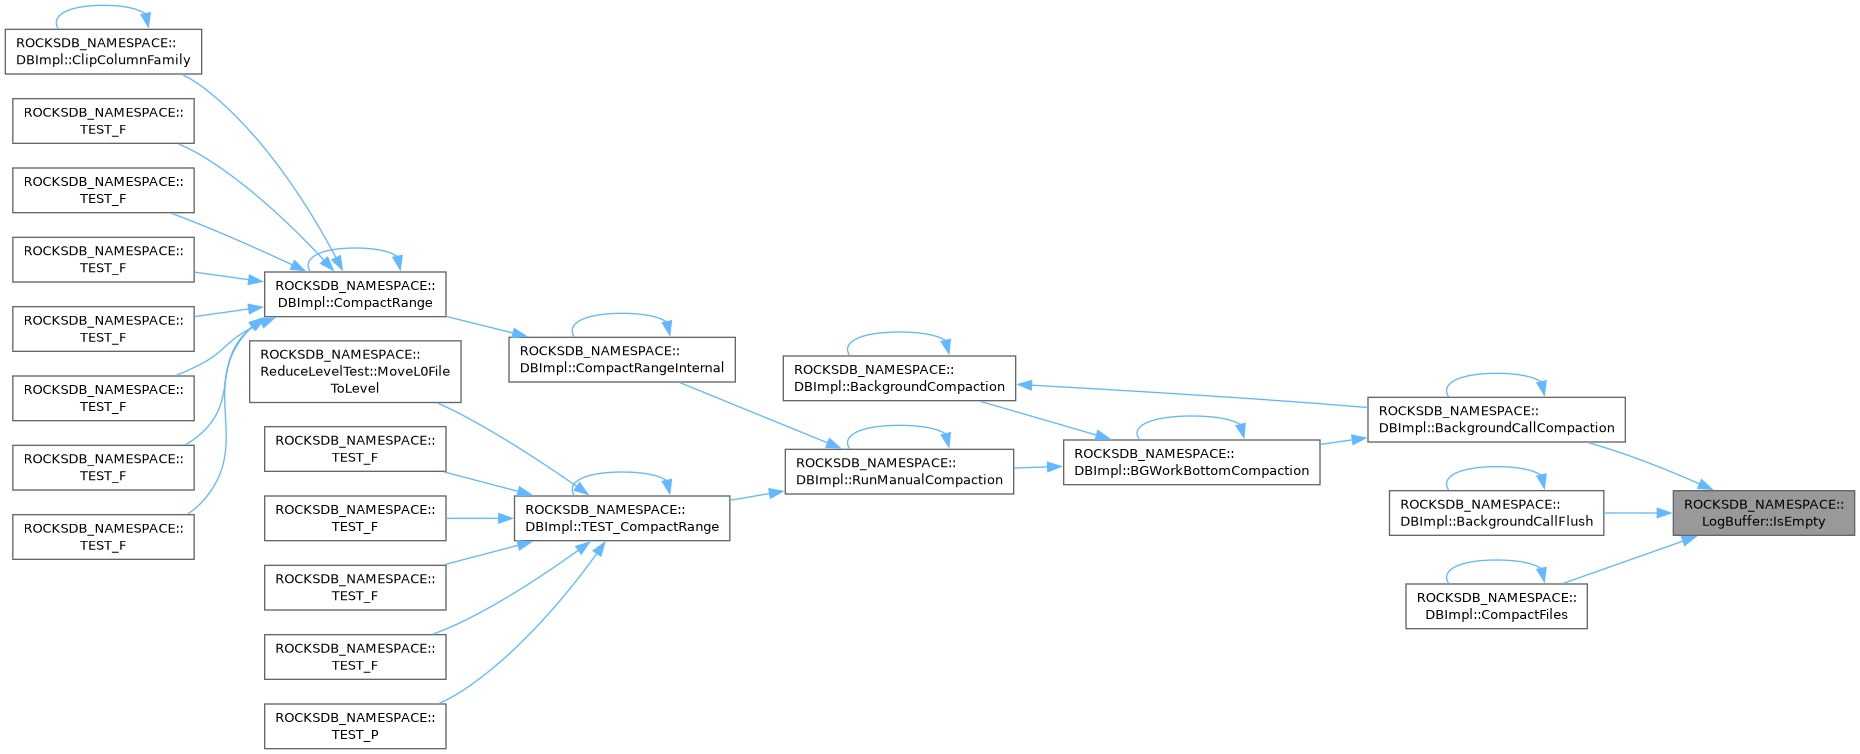 ROCKSDB_NAMESPACE::
DBImpl::ClipColumnFamily
ROCKSDB_NAMESPACE::
TEST_F
ROCKSDB_NAMESPACE::
TEST_F
ROCKSDB_NAMESPACE::
TEST_F
ROCKSDB_NAMESPACE::
TEST_F
ROCKSDB_NAMESPACE::
TEST_F
ROCKSDB_NAMESPACE::
TEST_F
ROCKSDB_NAMESPACE::
TEST_F
ROCKSDB_NAMESPACE::
DBImpl::CompactRange
ROCKSDB_NAMESPACE::
ReduceLevelTest::MoveL0File
ToLevel
ROCKSDB_NAMESPACE::
TEST_F
ROCKSDB_NAMESPACE::
TEST_F
ROCKSDB_NAMESPACE::
TEST_F
ROCKSDB_NAMESPACE::
TEST_F
ROCKSDB_NAMESPACE::
TEST_P
ROCKSDB_NAMESPACE::
DBImpl::CompactRangeInternal
ROCKSDB_NAMESPACE::
DBImpl::TEST_CompactRange
ROCKSDB_NAMESPACE::
DBImpl::BackgroundCompaction
ROCKSDB_NAMESPACE::
DBImpl::RunManualCompaction
ROCKSDB_NAMESPACE::
DBImpl::BGWorkBottomCompaction
ROCKSDB_NAMESPACE::
DBImpl::BackgroundCallCompaction
ROCKSDB_NAMESPACE::
DBImpl::BackgroundCallFlush
ROCKSDB_NAMESPACE::
DBImpl::CompactFiles
ROCKSDB_NAMESPACE::
LogBuffer::IsEmpty